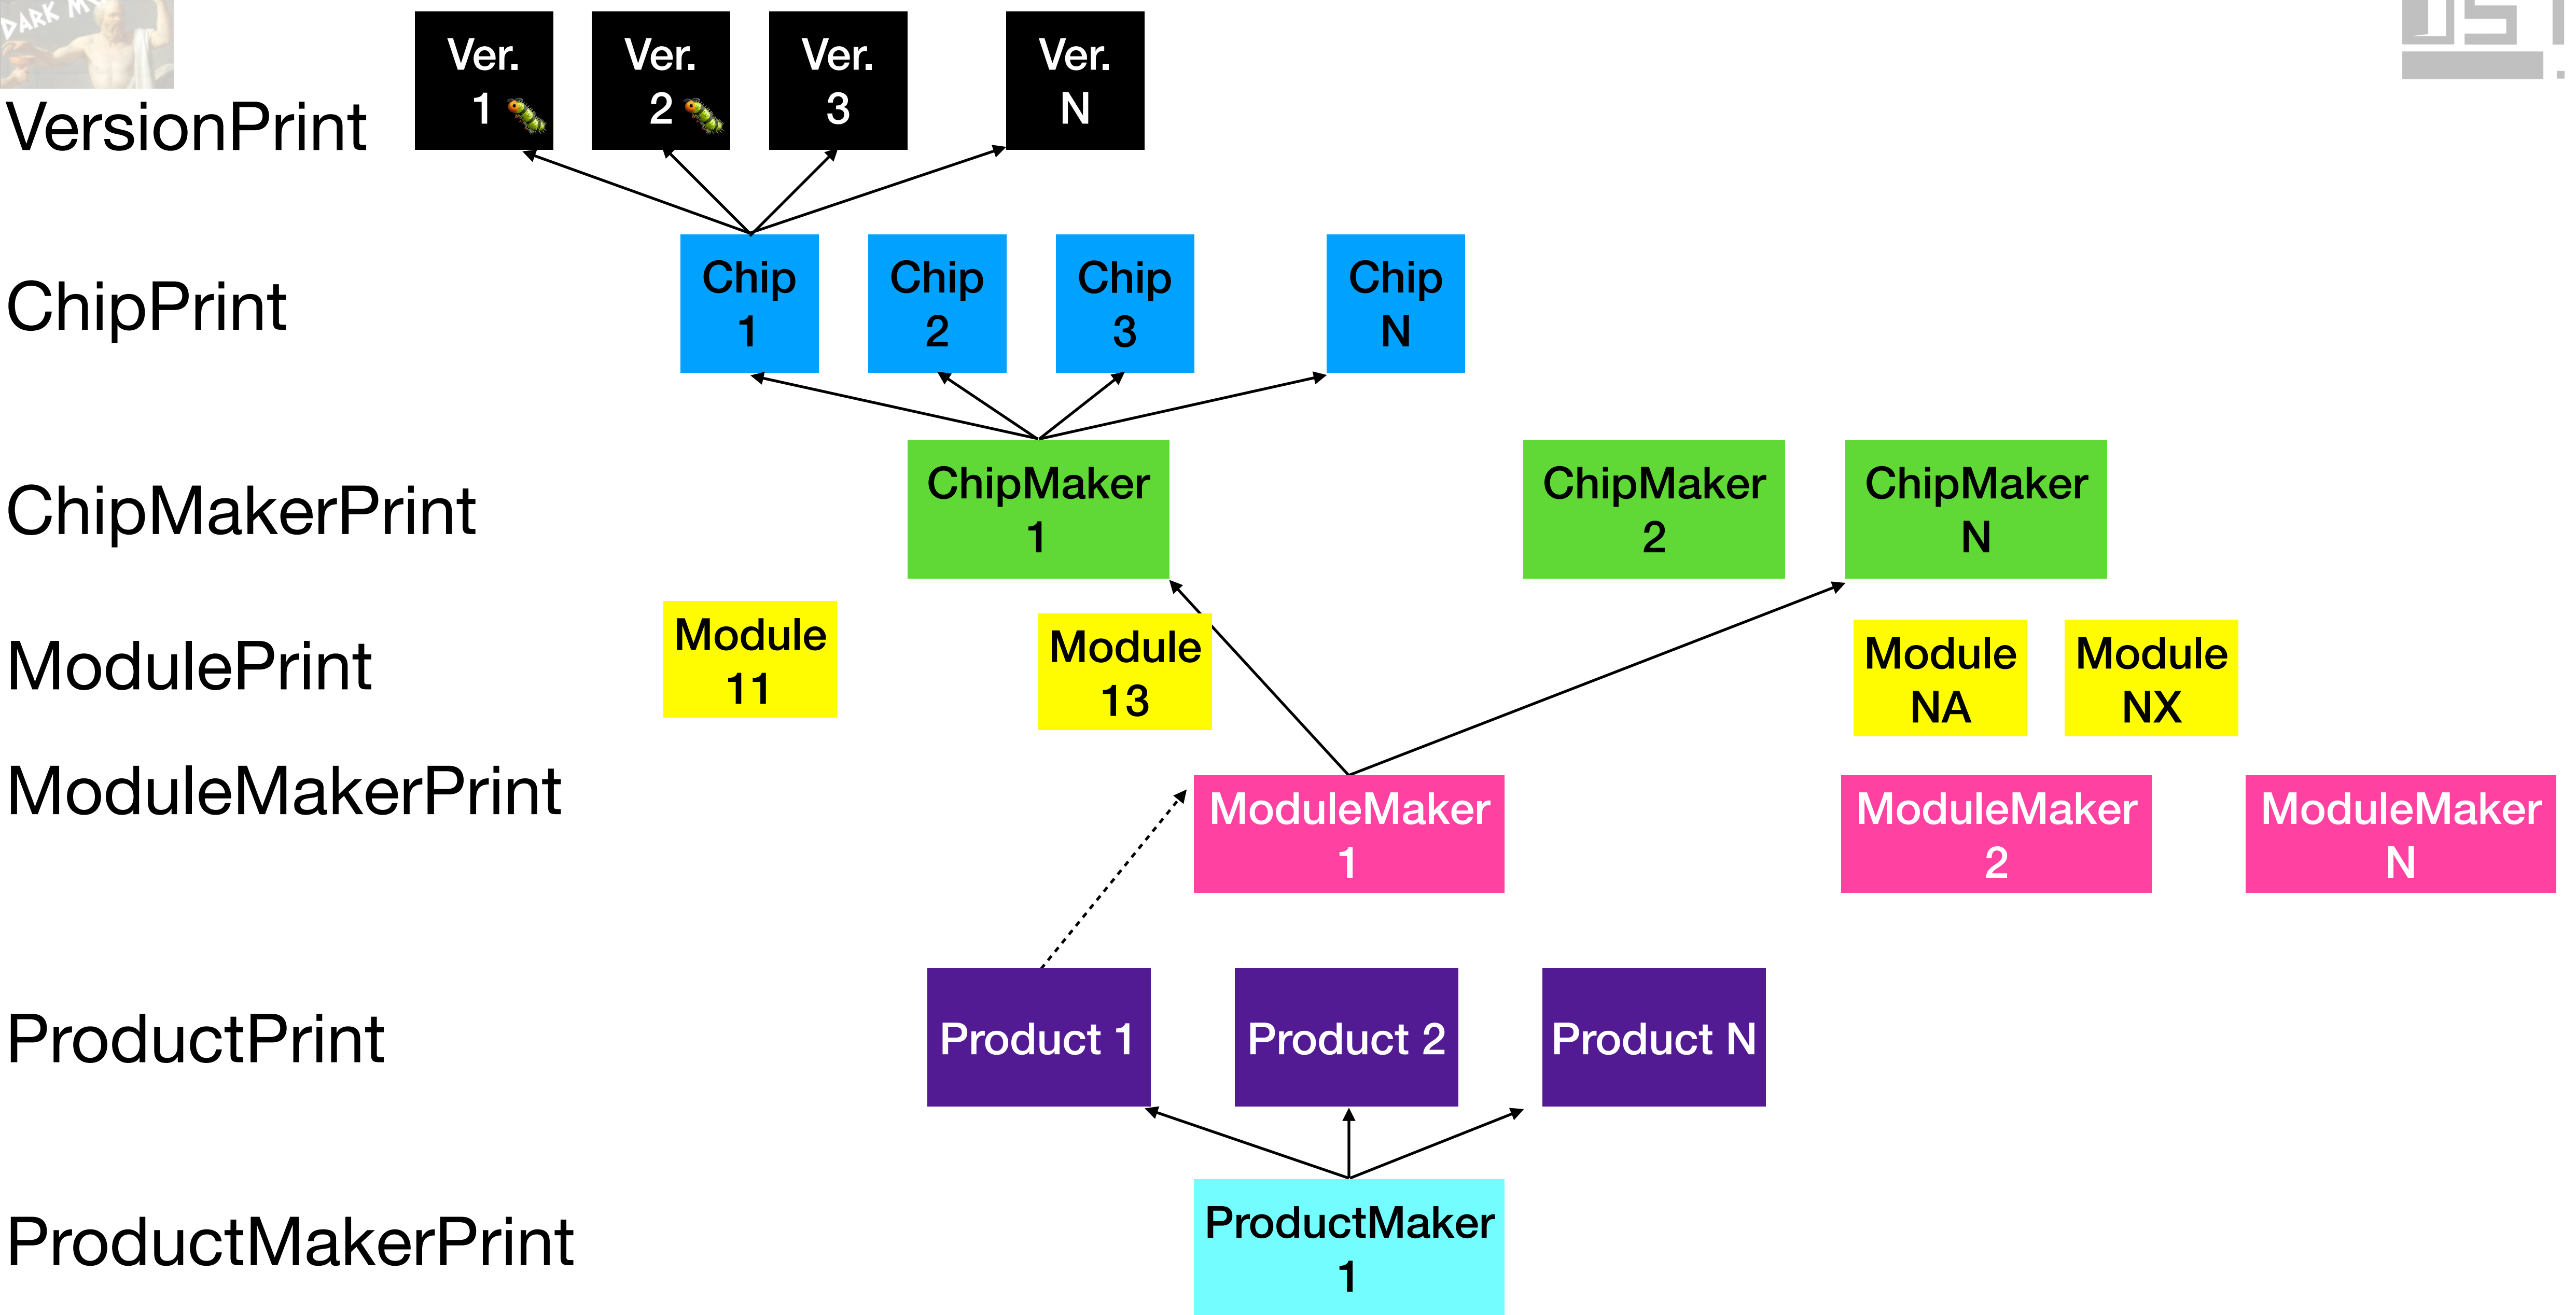 DARK
Ver.
1
Ver.
2
Ver.
3
Ver.
N
VersionPrint
Chip
1
Chip
2
Chip
3
Chip
N
ChipPrint
ChipMaker
1
ChipMaker
2
ChipMaker
N
ChipMakerPrint
Module
11
Module
13
Module
NA
Module
NX
ModulePrint
ModuleMakerPrint
ModuleMaker
1
ModuleMaker
2
ModuleMaker
N
ProductPrint
Product 1
Product 2
Product N
ProductMakerPrint
ProductMaker
1